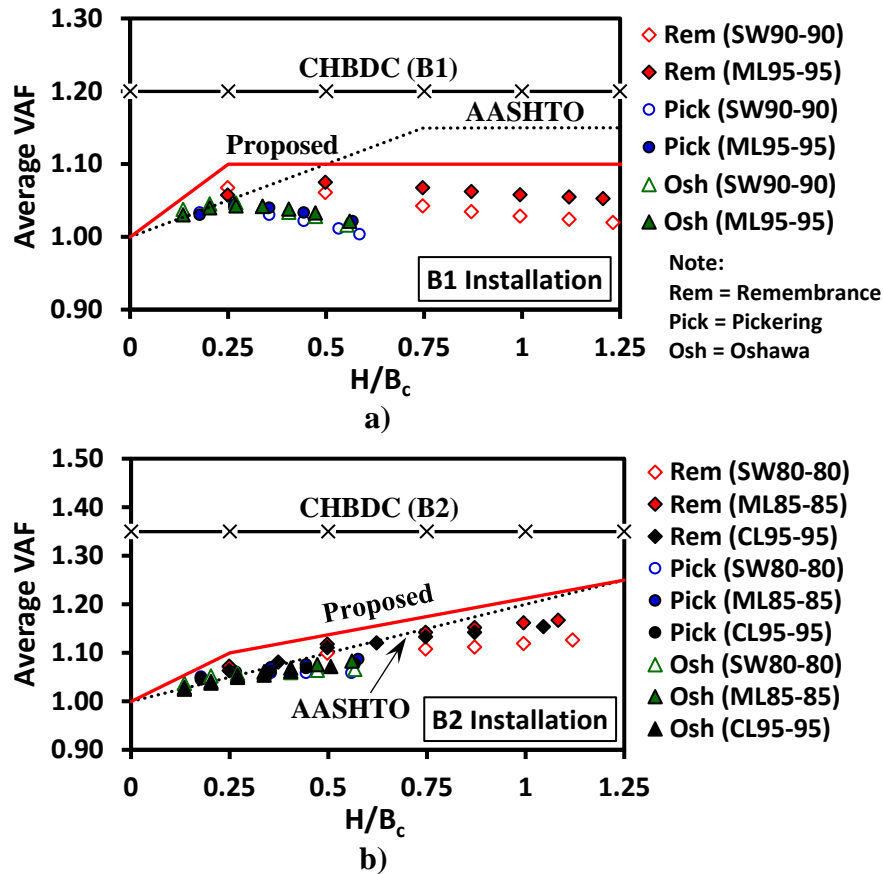 1.30
1.20
1.10
1.00
0.90
Average VAF
CHBDC (B1)
AASHTO
Proposed
B1 Installation
0
0.25
0.5
0.75
1
1.25
H/Bc
a)
Rem (SW90-90)
Rem (ML95-95)
Pick (SW90-90)
Pick (ML95-95)
Osh (SW90-90)
Osh (ML95-95)
Note:
Rem = Remembrance
Pick = Pickering
Osh = Oshawa
1.50
1.40
1.30
1.20
1.10
1.00
0.90
Average VAF
CHBDC (B2)
Proposed
AASHTO
B2 Installation
0
0.25
0.5
0.75
1
1.25
H/Bc
b)
Rem (SW80-80)
Rem (ML85-85)
Rem (CL95-95)
Pick (SW80-80)
Pick (ML85-85)
Pick (CL95-95)
Osh (SW80-80)
Osh (ML85-85)
Osh (CL95-95)